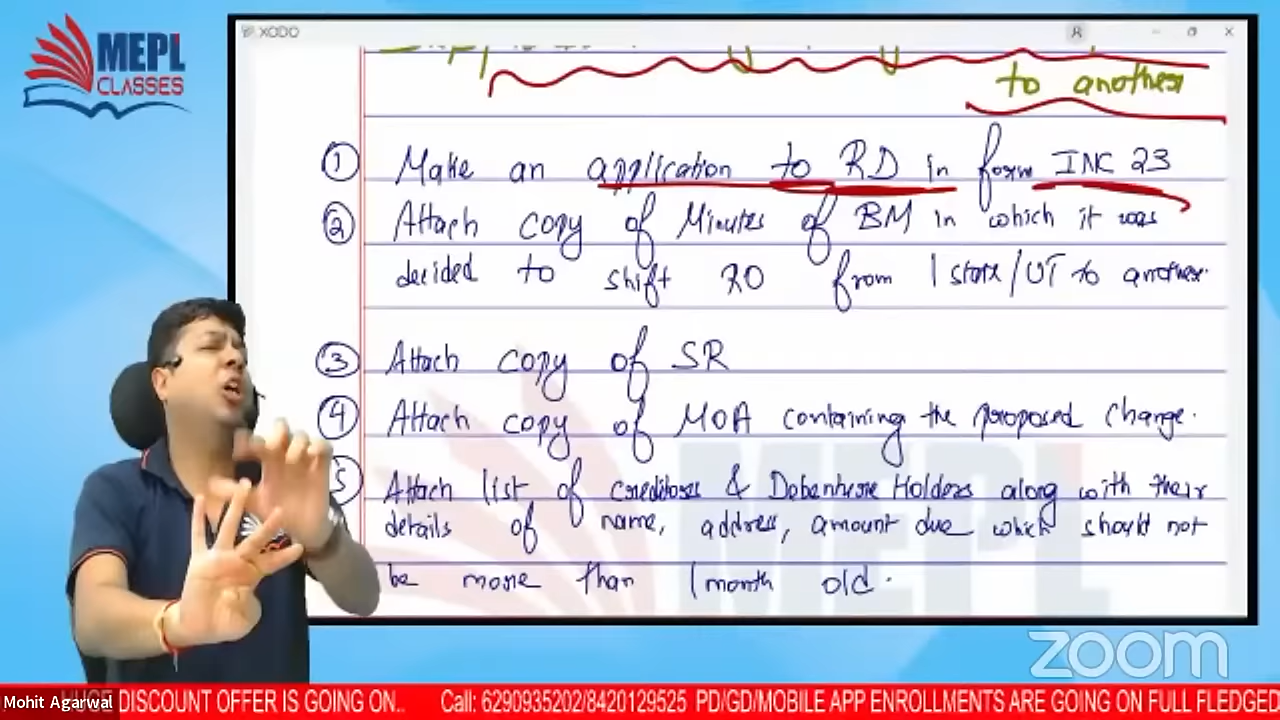 MEPL
CLASSES
XODO
to another
① Make an application to RD in form INC 23
② Attach copy of Minutes of BM in which it was
decided to shift RO from 1 state/UT to another.
③ Attach copy of SR
④ Attach copy of MOA containing the proposed change.
5 Attach list of creditors & Debenture Holders along with their
details of name, address, amount due which should not
be more than 1 month old.
MEPL
zoom
Mohit Agarwal
DISCOUNT OFFER IS GOING ON.. Call: 6290935202/8420129525 PD/GD/MOBILE APP ENROLLMENTS ARE GOING ON FULL FLEDGED